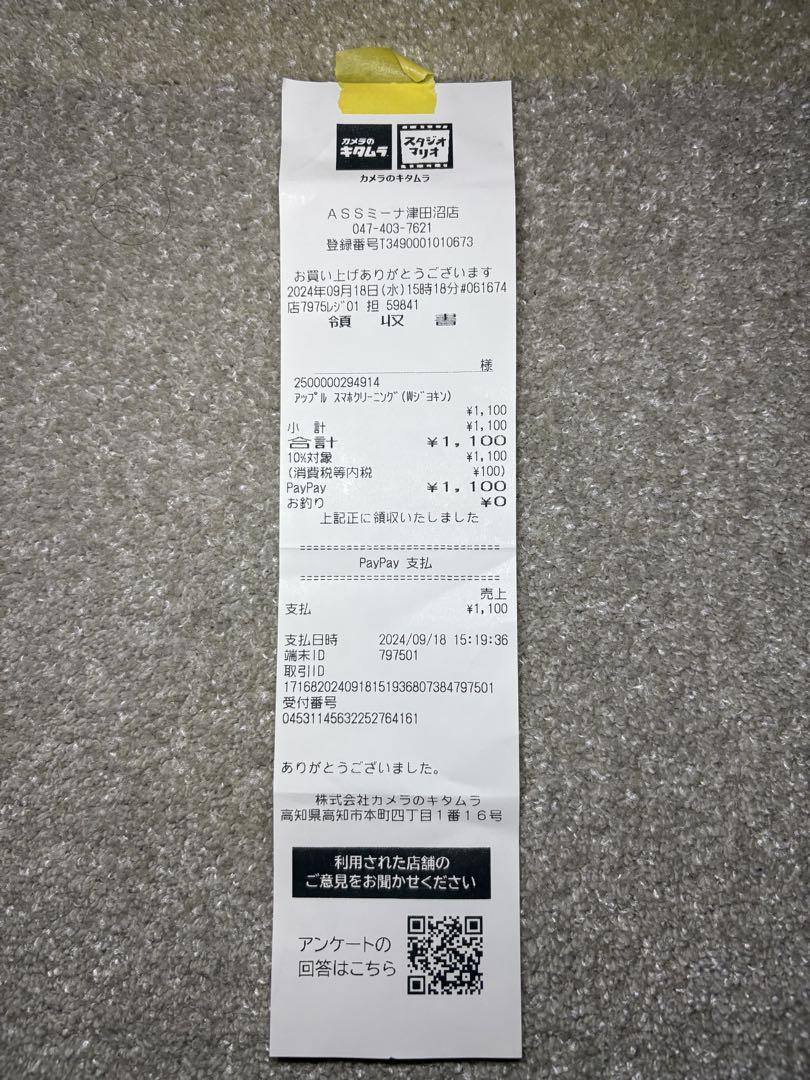 カメラの
キタムラ
スタジオ
マリオ
カメラのキタムラ
ASSミーナ津田沼店
047-403-7621
登録番号T3490001010673
お買い上げありがとうございます
2024年09月18日(水)15時18分#061674
店7975ﾚｼﾞ01 担 59841
領 収 書
様
2500000294914
ｱｯﾌﾟﾙ ｽﾏﾎｸﾘｰﾆﾝｸﾞ(Wｼﾞﾖｷﾝ)
¥1,100
小 計 ¥1,100
合計 ¥1,100
10%対象 ¥1,100
(消費税等内税 ¥100)
PayPay ¥1,100
お釣り ¥0
上記正に領収いたしました
================================
PayPay 支払
================================
売上
支払 ¥1,100
支払日時 2024/09/18 15:19:36
端末ID 797501
取引ID
1716820240918151936807384797501
受付番号
04531145632252764161
ありがとうございました。
株式会社カメラのキタムラ
高知県高知市本町四丁目1番16号
利用された店舗の
ご意見をお聞かせください
アンケートの
回答はこちら